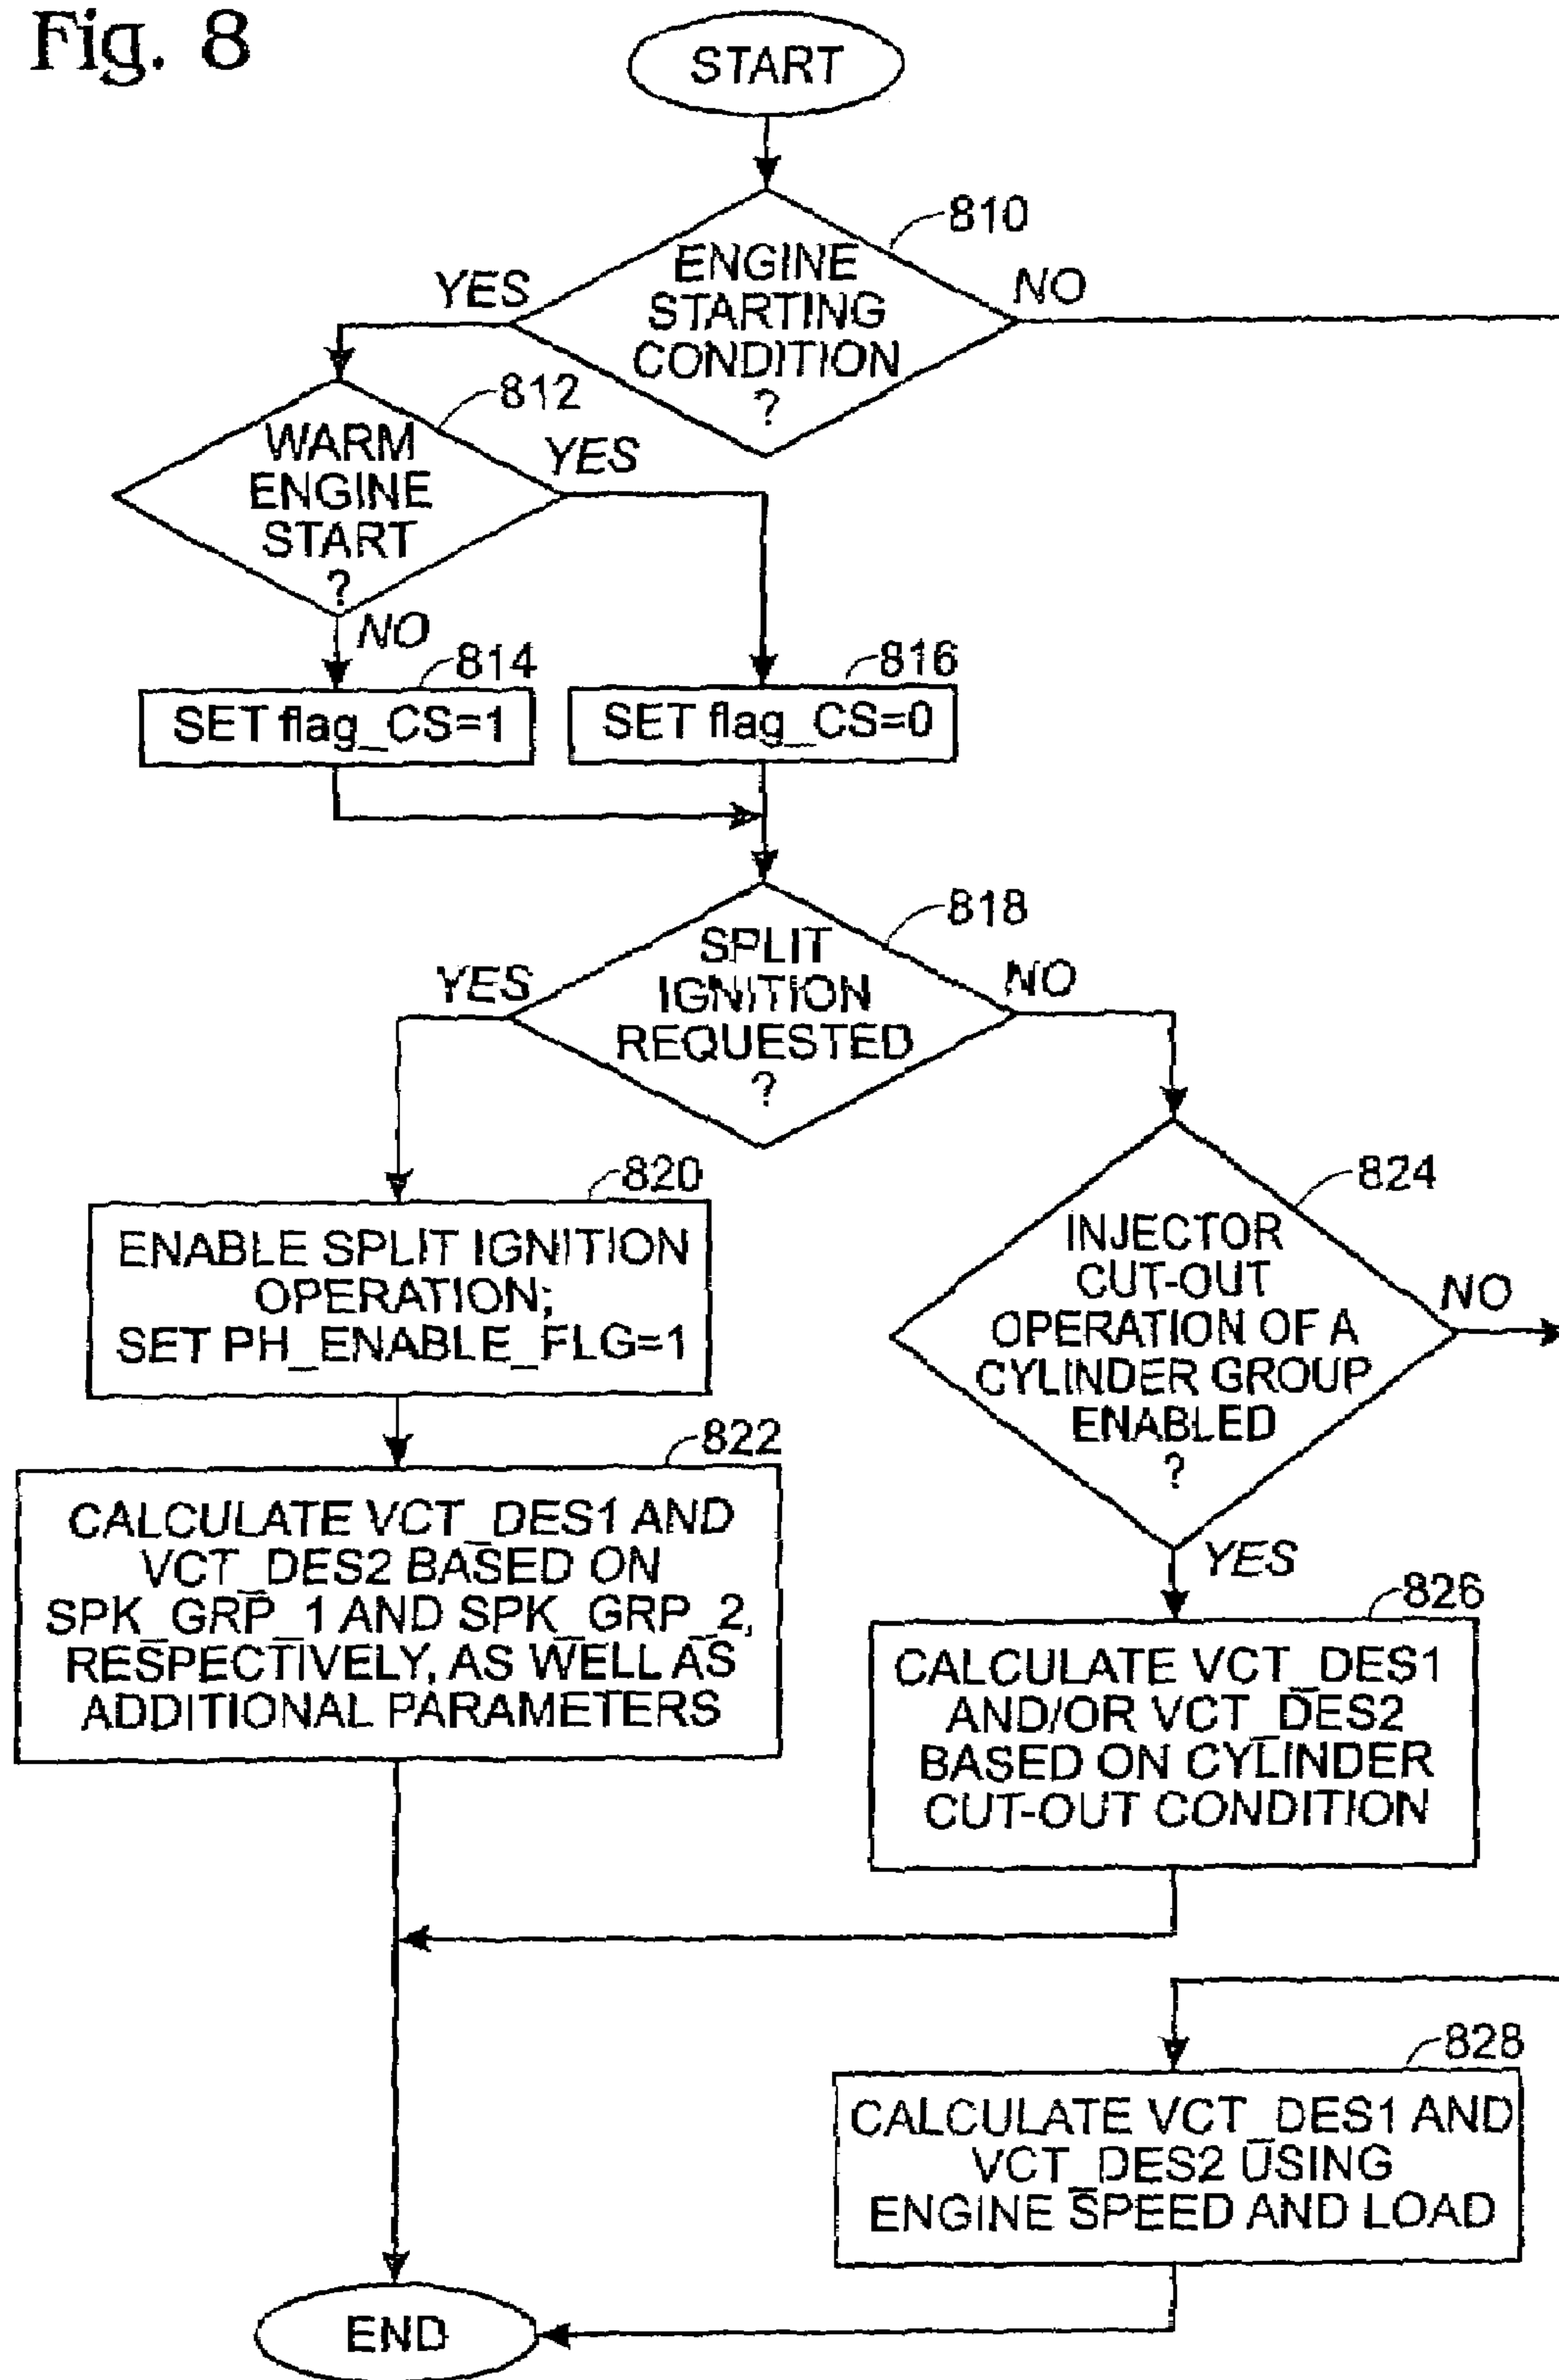 Fig. 8
START
810
ENGINE
STARTING
CONDITION
?
YES
NO
812
WARM
ENGINE
START
?
YES
NO
814
SET flag_CS=1
816
SET flag_CS=0
818
SPLIT
IGNITION
REQUESTED
?
YES
NO
820
ENABLE SPLIT IGNITION
OPERATION;
SET PH_ENABLE_FLG=1
824
INJECTOR
CUT-OUT
OPERATION OF A
CYLINDER GROUP
ENABLED
?
NO
YES
822
CALCULATE VCT_DES1 AND
VCT_DES2 BASED ON
SPK_GRP_1 AND SPK_GRP_2,
RESPECTIVELY, AS WELL AS
ADDITIONAL PARAMETERS
826
CALCULATE VCT_DES1
AND/OR VCT_DES2
BASED ON CYLINDER
CUT-OUT CONDITION
828
CALCULATE VCT_DES1 AND
VCT_DES2 USING
ENGINE SPEED AND LOAD
END